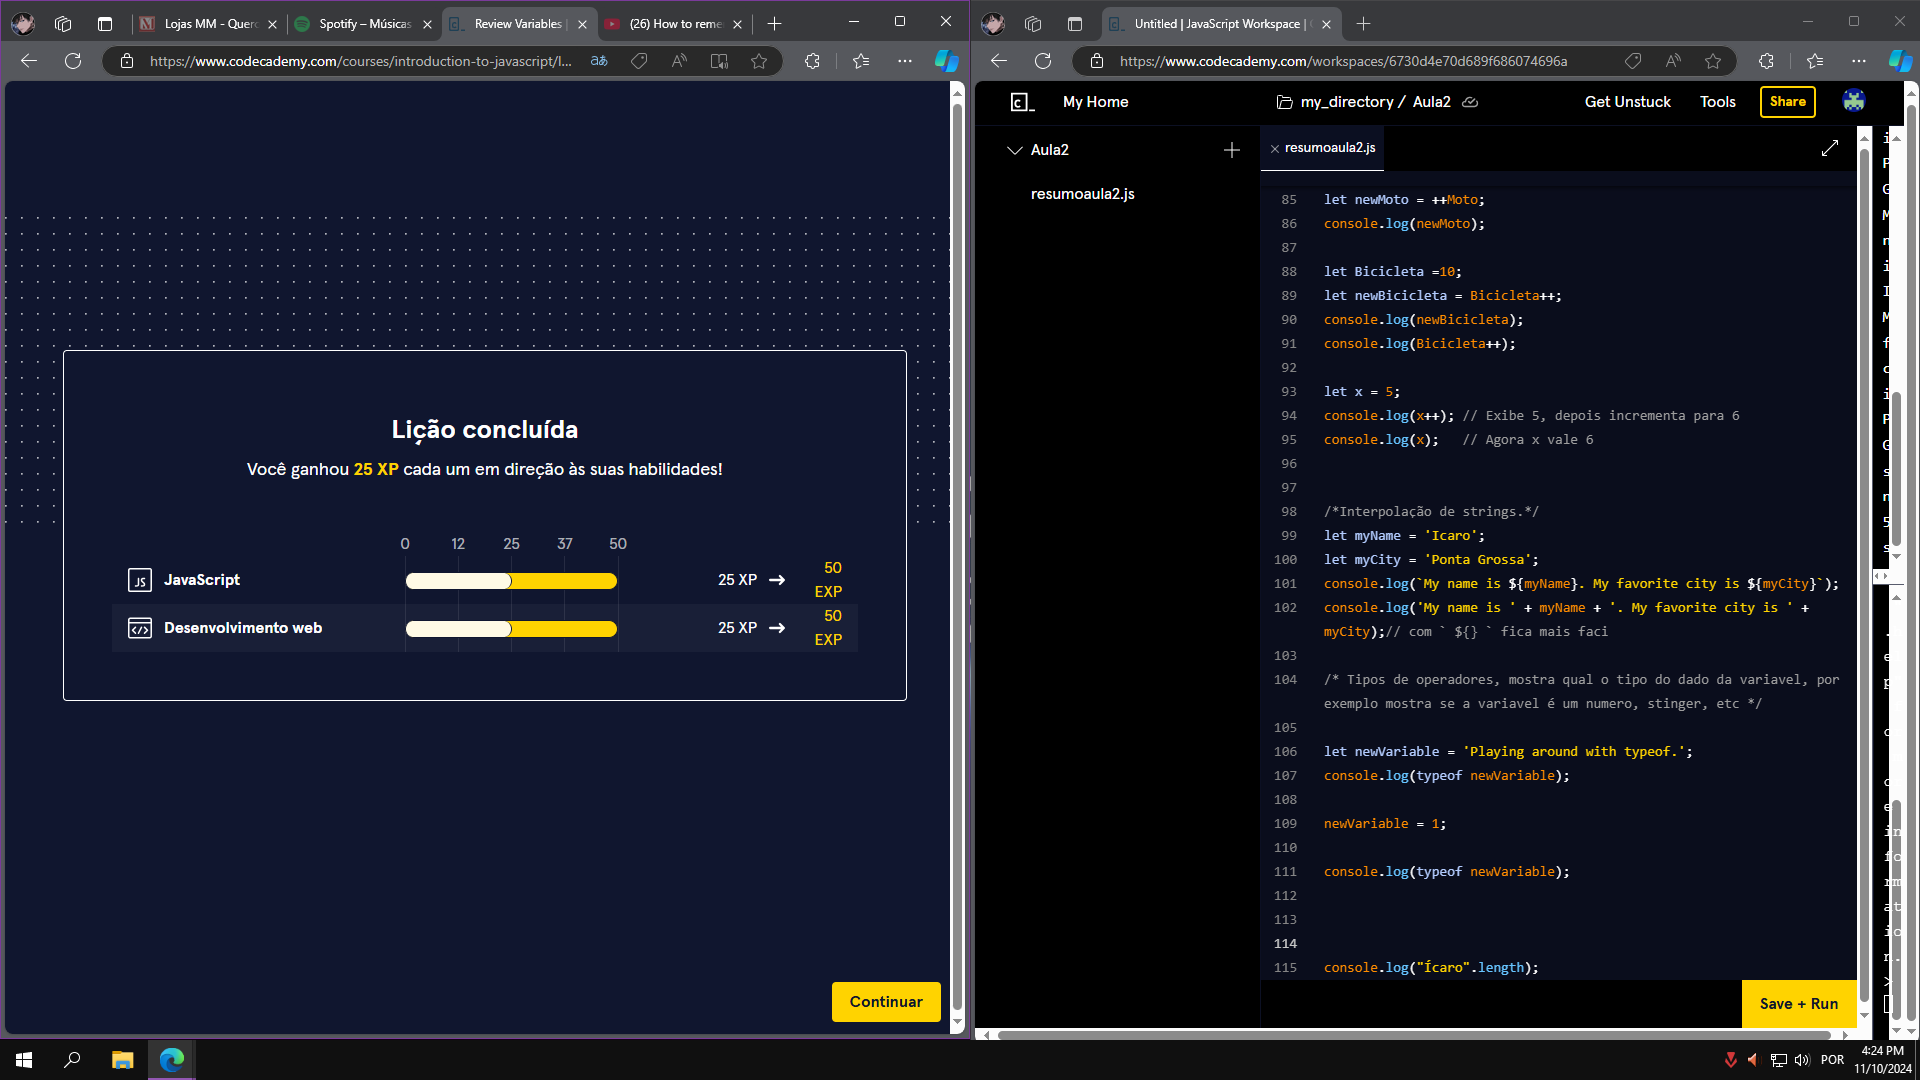 Lojas MM - Quero
Spotify – Músicas
Review Variables |
(26) How to reme
https://www.codecademy.com/courses/introduction-to-javascript/l...
Lição concluída
Você ganhou 25 XP cada um em direção às suas habilidades!
0 12 25 37 50
JavaScript 25 XP → 50 EXP
Desenvolvimento web 25 XP → 50 EXP
Continuar
Untitled | JavaScript Workspace |
https://www.codecademy.com/workspaces/6730d4e70d689f686074696a
My Home
my_directory / Aula2
Get Unstuck
Tools
Share
Aula2
resumoaula2.js
resumoaula2.js
85 let newMoto = ++Moto;
86 console.log(newMoto);
87
88 let Bicicleta =10;
89 let newBicicleta = Bicicleta++;
90 console.log(newBicicleta);
91 console.log(Bicicleta++);
92
93 let x = 5;
94 console.log(x++); // Exibe 5, depois incrementa para 6
95 console.log(x);   // Agora x vale 6
96
97
98 /*Interpolação de strings.*/
99 let myName = 'Icaro';
100 let myCity = 'Ponta Grossa';
101 console.log(`My name is ${myName}. My favorite city is ${myCity}`);
102 console.log('My name is ' + myName + '. My favorite city is ' +
myCity);// com ` ${} ` fica mais faci
103
104 /* Tipos de operadores, mostra qual o tipo do dado da variavel, por
exemplo mostra se a variavel é um numero, stinger, etc */
105
106 let newVariable = 'Playing around with typeof.';
107 console.log(typeof newVariable);
108
109 newVariable = 1;
110
111 console.log(typeof newVariable);
112
113
114
115 console.log("Ícaro".length);
Save + Run
POR
4:24 PM
11/10/2024